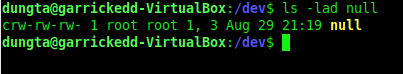 dungta@garrickedd-VirtualBox:/dev$ ls -lad null
crw-rw-rw- 1 root root 1, 3 Aug 29 21:19 null
dungta@garrickedd-VirtualBox:/dev$